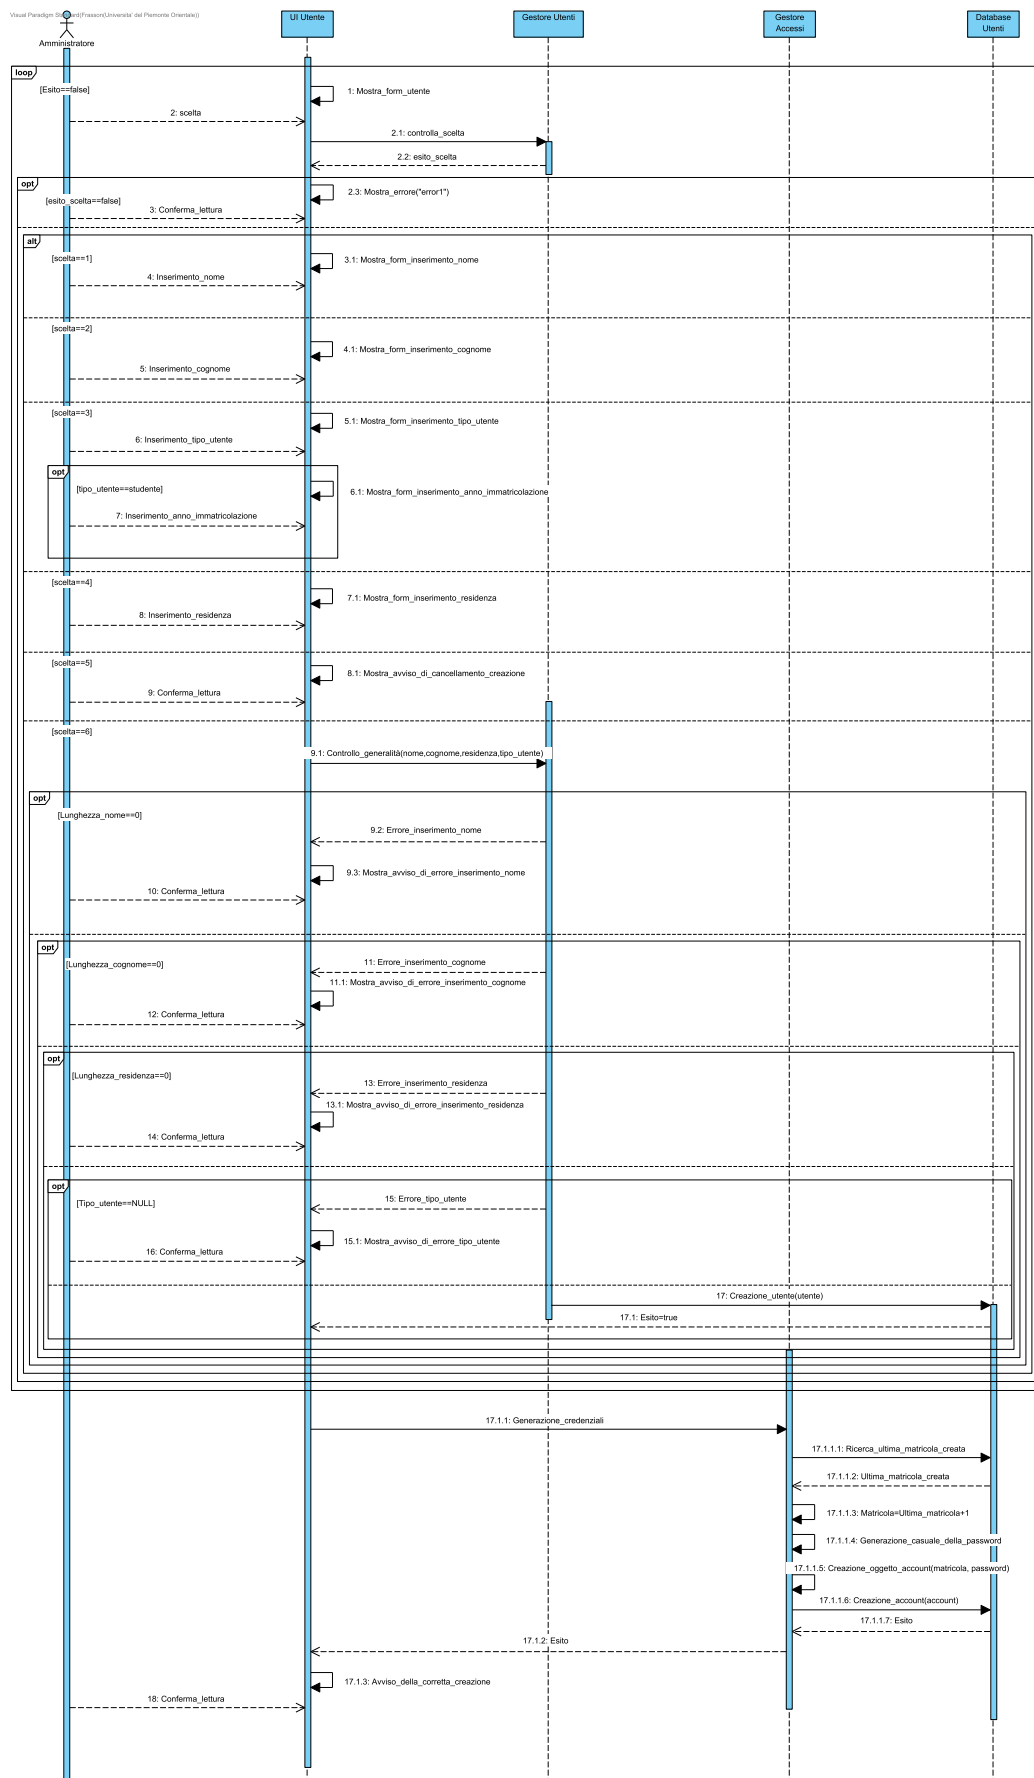 Visual Paradigm Standard(Frasson(Universita' del Piemonte Orientale))
Amministratore
UI Utente
Gestore Utenti
Gestore
Accessi
Database
Utenti
loop
[Esito==false]
1: Mostra_form_utente
2: scelta
2.1: controlla_scelta
2.2: esito_scelta
opt
[esito_scelta==false]
2.3: Mostra_errore("error1")
3: Conferma_lettura
alt
[scelta==1]
3.1: Mostra_form_inserimento_nome
4: Inserimento_nome
[scelta==2]
4.1: Mostra_form_inserimento_cognome
5: Inserimento_cognome
[scelta==3]
5.1: Mostra_form_inserimento_tipo_utente
6: Inserimento_tipo_utente
opt
[tipo_utente==studente]
6.1: Mostra_form_inserimento_anno_immatricolazione
7: Inserimento_anno_immatricolazione
[scelta==4]
7.1: Mostra_form_inserimento_residenza
8: Inserimento_residenza
[scelta==5]
8.1: Mostra_avviso_di_cancellamento_creazione
9: Conferma_lettura
[scelta==6]
9.1: Controllo_generalità(nome,cognome,residenza,tipo_utente)
opt
[Lunghezza_nome==0]
9.2: Errore_inserimento_nome
9.3: Mostra_avviso_di_errore_inserimento_nome
10: Conferma_lettura
opt
[Lunghezza_cognome==0]
11: Errore_inserimento_cognome
11.1: Mostra_avviso_di_errore_inserimento_cognome
12: Conferma_lettura
opt
[Lunghezza_residenza==0]
13: Errore_inserimento_residenza
13.1: Mostra_avviso_di_errore_inserimento_residenza
14: Conferma_lettura
opt
[Tipo_utente==NULL]
15: Errore_tipo_utente
15.1: Mostra_avviso_di_errore_tipo_utente
16: Conferma_lettura
17: Creazione_utente(utente)
17.1: Esito=true
17.1.1: Generazione_credenziali
17.1.1.1: Ricerca_ultima_matricola_creata
17.1.1.2: Ultima_matricola_creata
17.1.1.3: Matricola=Ultima_matricola+1
17.1.1.4: Generazione_casuale_della_password
17.1.1.5: Creazione_oggetto_account(matricola, password)
17.1.1.6: Creazione_account(account)
17.1.1.7: Esito
17.1.2: Esito
17.1.3: Avviso_della_corretta_creazione
18: Conferma_lettura